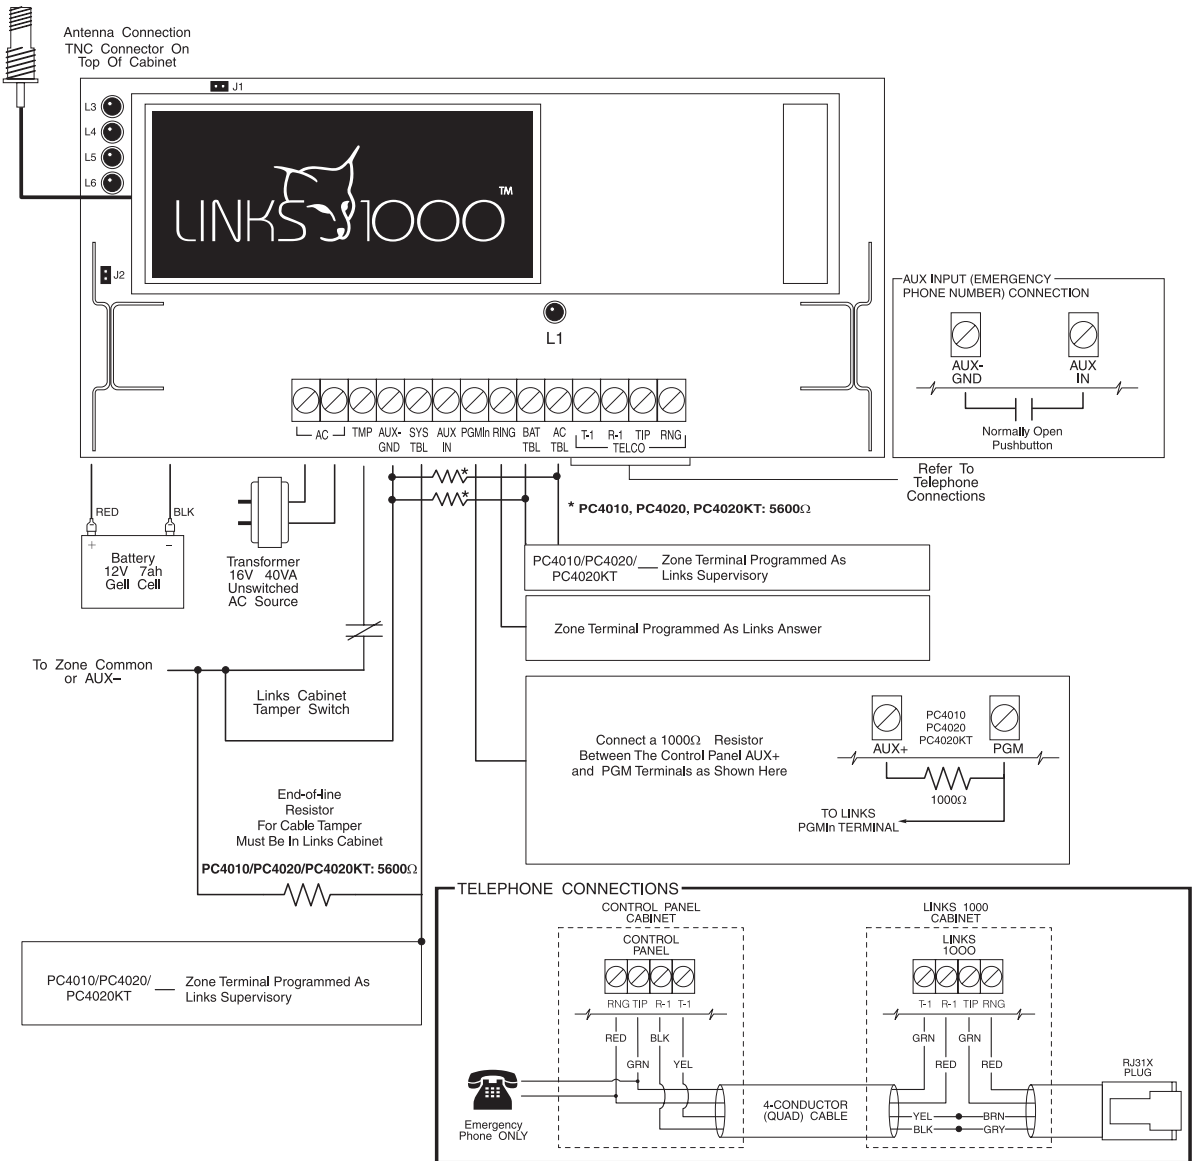 Antenna Connection
TNC Connector On
Top Of Cabinet
J1
L3
L4
L5
L6
LINKS 1000™
J2
L1
AUX INPUT (EMERGENCY
PHONE NUMBER) CONNECTION
AUX-
GND
AUX
IN
Normally Open
Pushbutton
AC
TMP
AUX-
GND
SYS
TBL
AUX
IN
PGMIn
RING
BAT
TBL
AC
TBL
T-1
R-1
TIP
RNG
TELCO
Refer To
Telephone
Connections
RED
BLK
+
–
Battery
12V 7ah
Gell Cell
Transformer
16V 40VA
Unswitched
AC Source
*
*
* PC4010, PC4020, PC4020KT: 5600Ω
PC4010/PC4020/
PC4020KT
Zone Terminal Programmed As
Links Supervisory
Zone Terminal Programmed As Links Answer
To Zone Common
or AUX–
Links Cabinet
Tamper Switch
Connect a 1000Ω Resistor
Between The Control Panel AUX+
and PGM Terminals as Shown Here
AUX+
PC4010
PC4020
PC4020KT
PGM
1000Ω
TO LINKS
PGMIn TERMINAL
End-of-line
Resistor
For Cable Tamper
Must Be In Links Cabinet
PC4010/PC4020/PC4020KT: 5600Ω
PC4010/PC4020/
PC4020KT
Zone Terminal Programmed As
Links Supervisory
TELEPHONE CONNECTIONS
CONTROL PANEL
CABINET
CONTROL
PANEL
RNG TIP R-1 T-1
RED
BLK
GRN
YEL
Emergency
Phone ONLY
4-CONDUCTOR
(QUAD) CABLE
LINKS 1000
CABINET
LINKS
1OOO
T-1 R-1 TIP RNG
GRN
GRN
RED
RED
YEL
BRN
BLK
GRY
RJ31X
PLUG